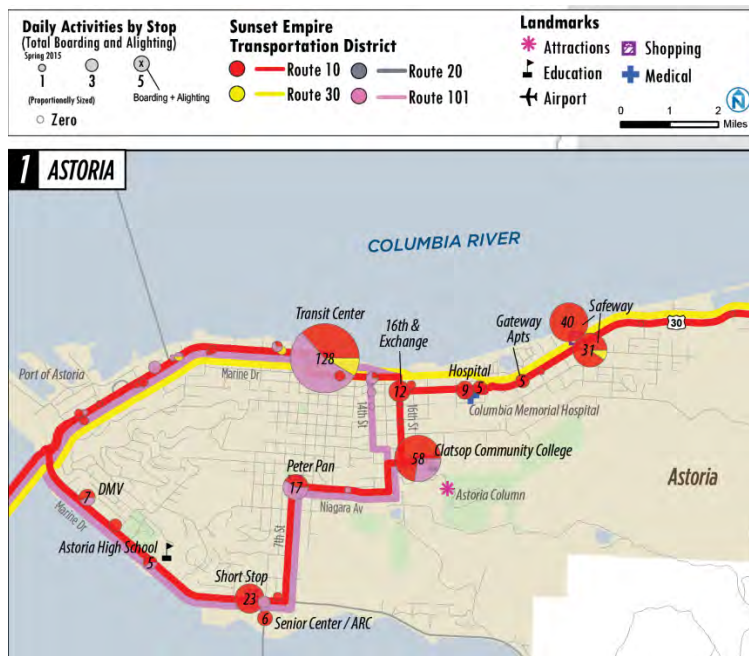 Daily Activities by Stop
(Total Boarding and Alighting)
Spring 2015
1
3
x
5
(Proportionally Sized)
Boarding + Alighting
Zero
Sunset Empire
Transportation District
Route 10
Route 20
Route 30
Route 101
Landmarks
Attractions
Shopping
Education
Medical
Airport
N
0 1 2
Miles
1 ASTORIA
COLUMBIA RIVER
Transit Center
128
16th &
Exchange
12
Gateway
Apts
5
40
Safeway
31
30
Hospital
9
5
Columbia Memorial Hospital
Port of Astoria
Marine Dr
14th St
16th St
58
Clatsop Community College
Astoria Column
Astoria
Peter Pan
17
Niagara Av
7
DMV
Marine Dr
Astoria High School
5
7th St
Short Stop
23
6
Senior Center / ARC